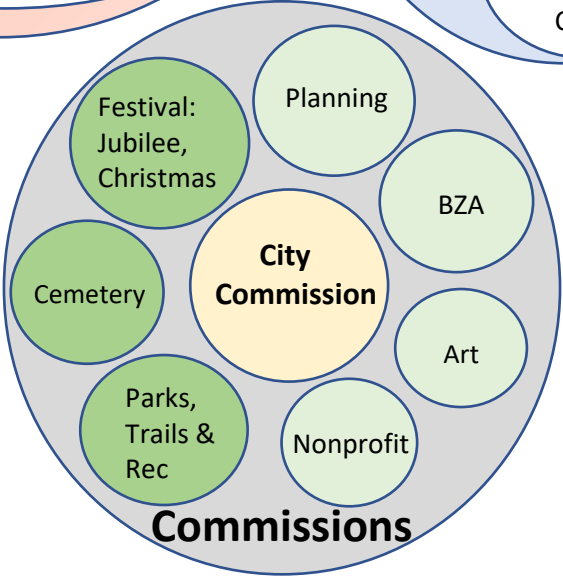 Festival:
Jubilee,
Christmas
Planning
BZA
City
Commission
Cemetery
Art
Parks,
Trails &
Rec
Nonprofit
Commissions